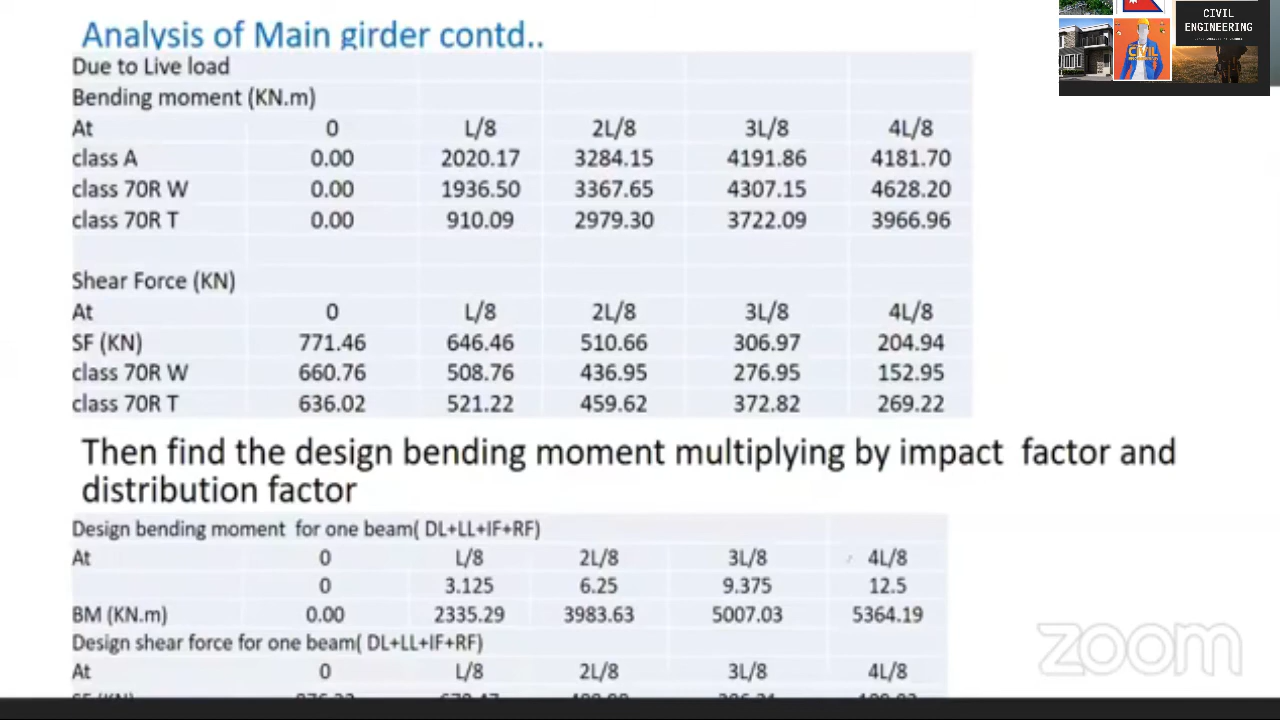 Analysis of Main girder contd..
CIVIL ENGINEERING
CIVIL
Due to Live load
Bending moment (KN.m)
At 0 L/8 2L/8 3L/8 4L/8
class A 0.00 2020.17 3284.15 4191.86 4181.70
class 70R W 0.00 1936.50 3367.65 4307.15 4628.20
class 70R T 0.00 910.09 2979.30 3722.09 3966.96
Shear Force (KN)
At 0 L/8 2L/8 3L/8 4L/8
SF (KN) 771.46 646.46 510.66 306.97 204.94
class 70R W 660.76 508.76 436.95 276.95 152.95
class 70R T 636.02 521.22 459.62 372.82 269.22
Then find the design bending moment multiplying by impact factor and
distribution factor
Design bending moment for one beam( DL+LL+IF+RF)
At 0 L/8 2L/8 3L/8 4L/8
0 3.125 6.25 9.375 12.5
BM (KN.m) 0.00 2335.29 3983.63 5007.03 5364.19
Design shear force for one beam( DL+LL+IF+RF)
At 0 L/8 2L/8 3L/8 4L/8
SF (KN)
zoom